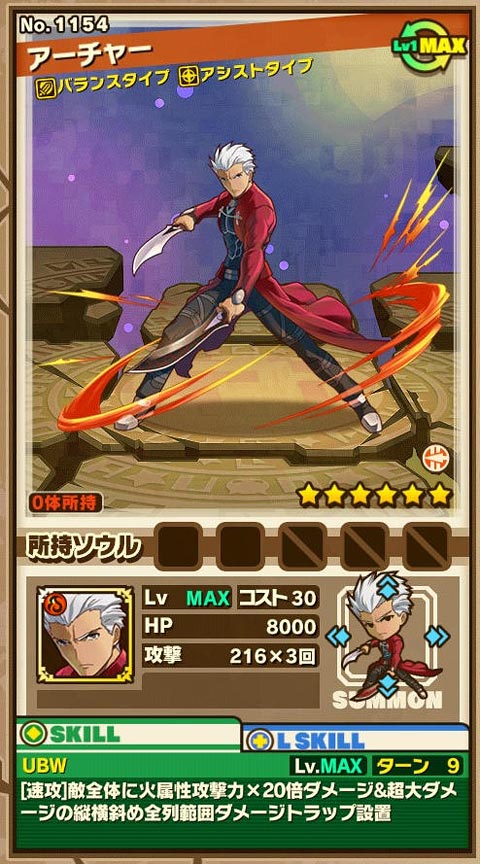 No.1154
アーチャー
Lv1 MAX
バランスタイプ アシストタイプ
0体所持
所持ソウル
Lv MAX コスト 30
HP 8000
攻撃 216×3回
SUMMON
SKILL
L SKILL
UBW Lv.MAX ターン 9
[速攻]敵全体に火属性攻撃力×20倍ダメージ&超大ダメ
ージの縦横斜め全列範囲ダメージトラップ設置